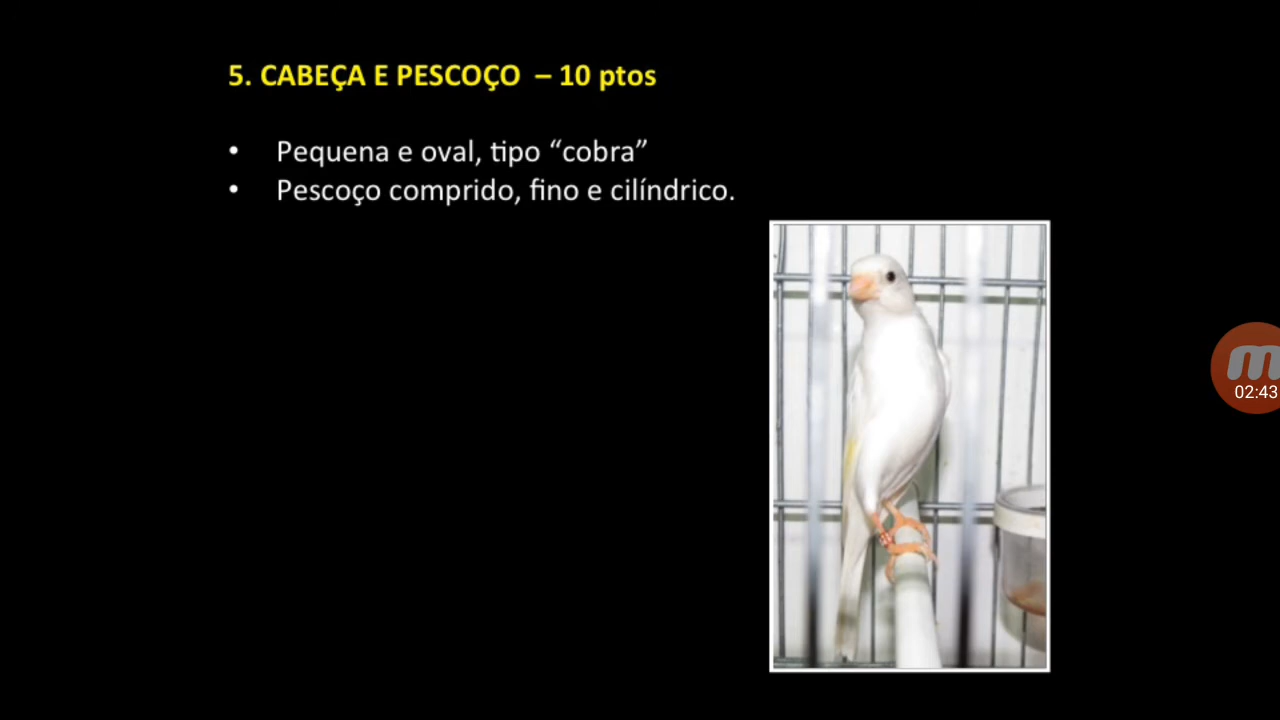 5. CABEÇA E PESCOÇO – 10 ptos
• Pequena e oval, tipo “cobra”
• Pescoço comprido, fino e cilíndrico.
m
02:43